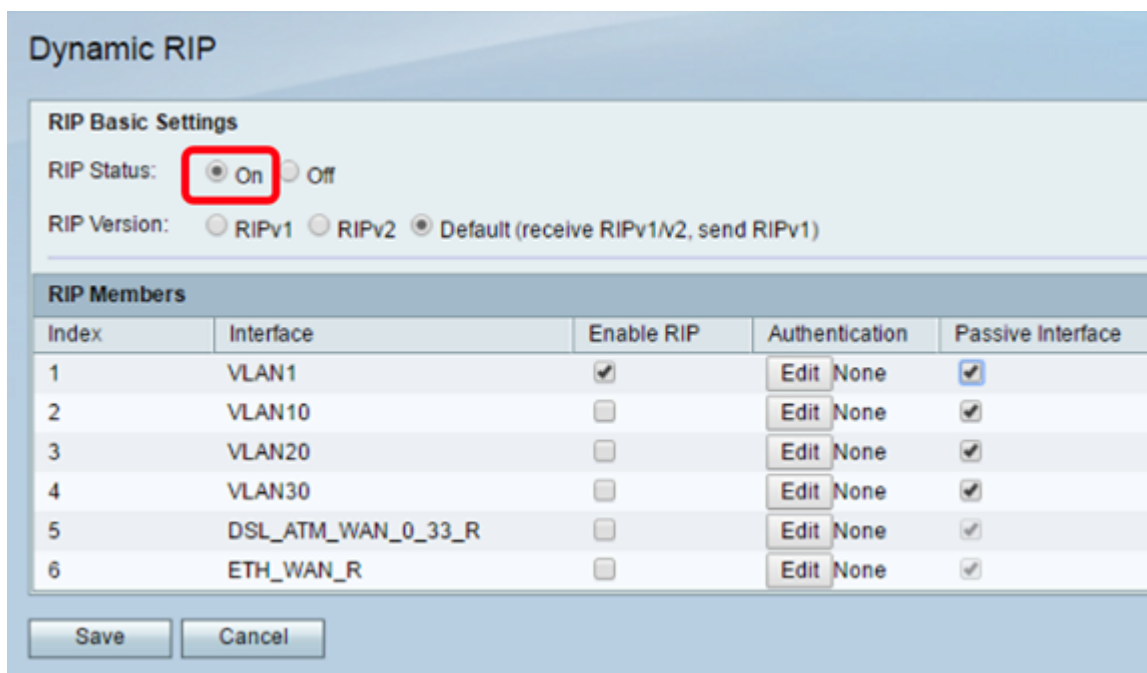 Dynamic RIP
RIP Basic Settings
RIP Status: On Off
RIP Version: RIPv1 RIPv2 Default (receive RIPv1/v2, send RIPv1)
RIP Members
Index Interface Enable RIP Authentication Passive Interface
1 VLAN1 Edit None
2 VLAN10 Edit None
3 VLAN20 Edit None
4 VLAN30 Edit None
5 DSL_ATM_WAN_0_33_R Edit None
6 ETH_WAN_R Edit None
Save Cancel